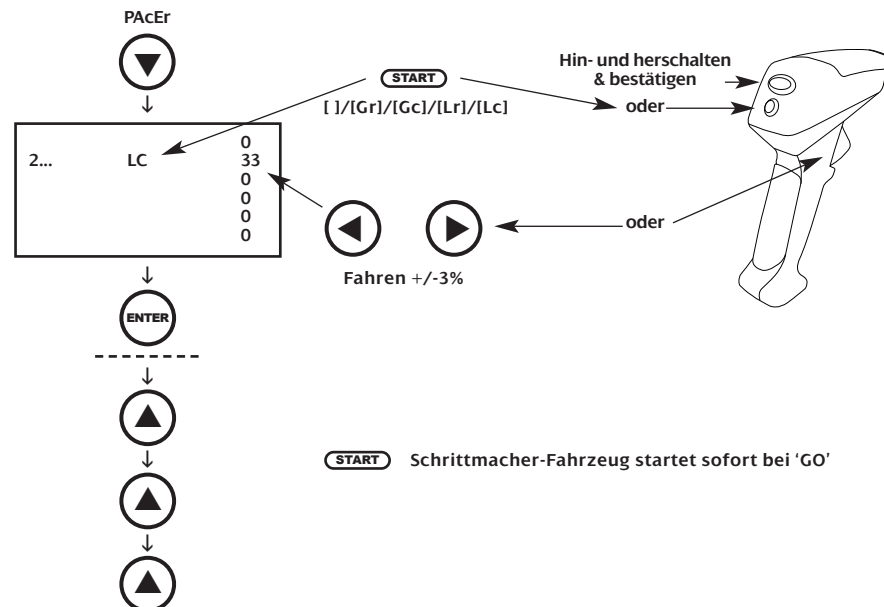 PAcEr
START
[ ]/[Gr]/[Gc]/[Lr]/[Lc]
Hin- und herschalten
& bestätigen
oder
0
2... LC 33
0
0
0
0
oder
Fahren +/-3%
ENTER
START Schrittmacher-Fahrzeug startet sofort bei ‘GO’